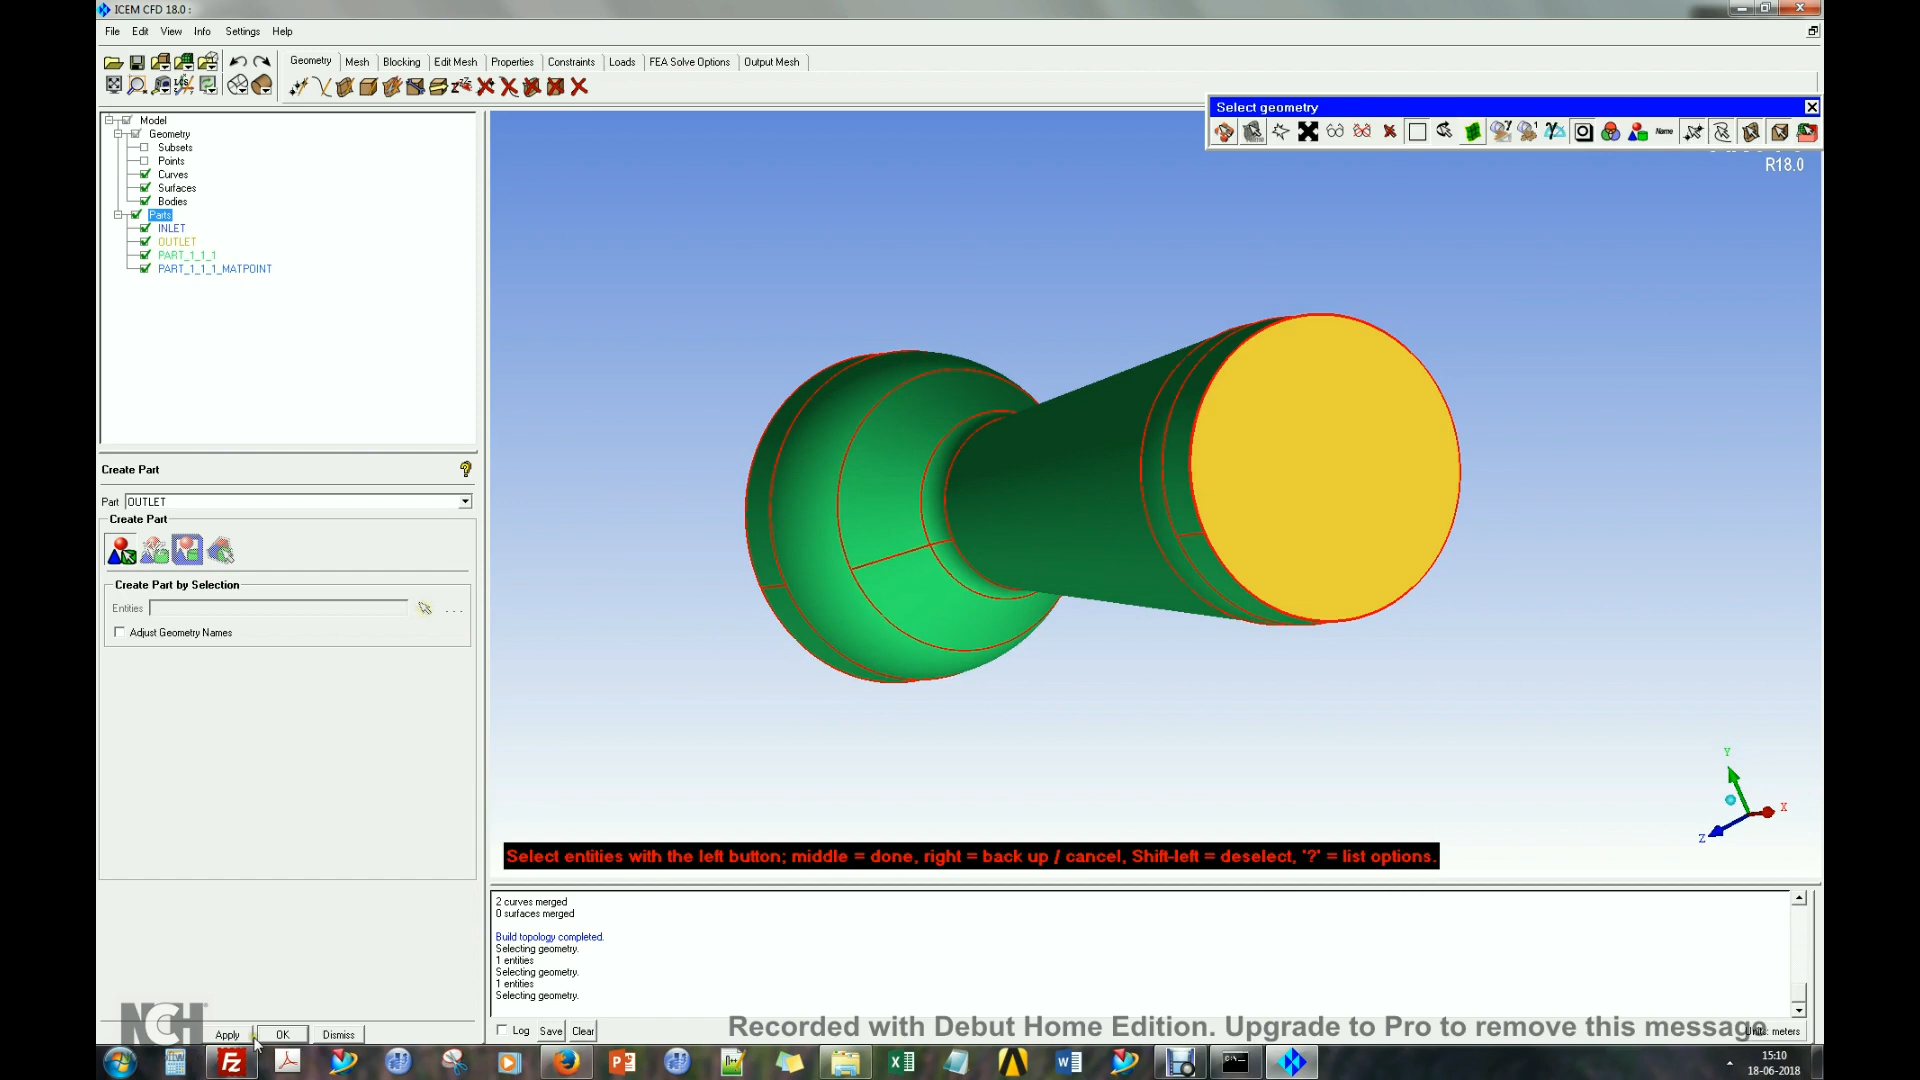 ICEM CFD 18.0 :
File Edit View Info Settings Help
Geometry Mesh Blocking Edit Mesh Properties Constraints Loads FEA Solve Options Output Mesh
Select geometry
Name
R18.0
Model
Geometry
Subsets
Points
Curves
Surfaces
Bodies
Parts
INLET
OUTLET
PART_1_1_1
PART_1_1_1_MATPOINT
Create Part
Part OUTLET
Create Part
Create Part by Selection
Entities
...
Adjust Geometry Names
Y
X
Z
Select entities with the left button; middle = done, right = back up / cancel, Shift-left = deselect, '?' = list options.
2 curves merged
0 surfaces merged
Build topology completed.
Selecting geometry.
1 entities
Selecting geometry.
1 entities
Selecting geometry.
NCH
Apply OK Dismiss
Log Save Clear
Recorded with Debut Home Edition. Upgrade to Pro to remove this message
meters
15:10
18-06-2018